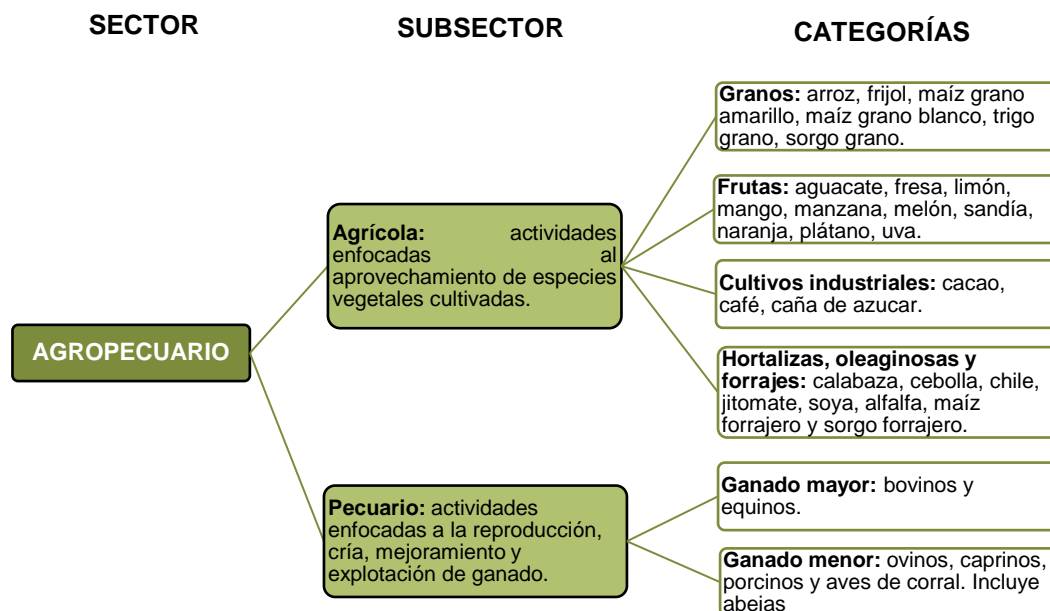 SECTOR
SUBSECTOR
CATEGORÍAS
AGROPECUARIO
Agrícola: actividades
enfocadas al
aprovechamiento de especies
vegetales cultivadas.
Granos: arroz, frijol, maíz grano
amarillo, maíz grano blanco, trigo
grano, sorgo grano.
Frutas: aguacate, fresa, limón,
mango, manzana, melón, sandía,
naranja, plátano, uva.
Cultivos industriales: cacao,
café, caña de azucar.
Hortalizas, oleaginosas y
forrajes: calabaza, cebolla, chile,
jitomate, soya, alfalfa, maíz
forrajero y sorgo forrajero.
Pecuario: actividades
enfocadas a la reproducción,
cría, mejoramiento y
explotación de ganado.
Ganado mayor: bovinos y
equinos.
Ganado menor: ovinos, caprinos,
porcinos y aves de corral. Incluye
abejas